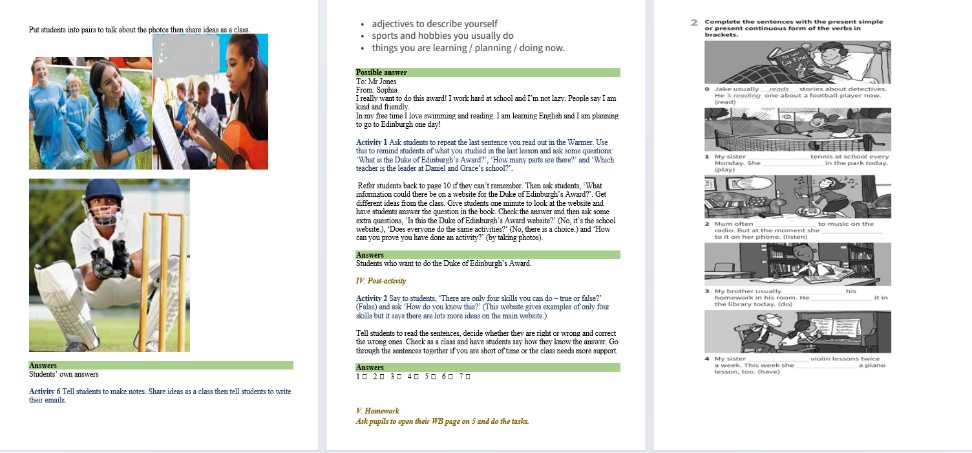 Put students into pairs to talk about the photos then share ideas as a class.
Answers
Students' own answers
Activity 6 Tell students to make notes. Share ideas as a class then tell students to write
their emails.
• adjectives to describe yourself
• sports and hobbies you usually do
• things you are learning / planning / doing now.
Possible answer
To: Mr Jones
From: Sophia
I really want to do this award! I work hard at school and I'm not lazy. People say I am
kind and friendly.
In my free time I love swimming and reading. I am learning English and I am planning
to go to Edinburgh one day!
Activity 1 Ask students to repeat the last sentence you read out in the Warmer. Use
this to remind students of what you studied in the last lesson and ask some questions:
'What is the Duke of Edinburgh's Award?', 'How many parts are there?' and 'Which
teacher is the leader at Daniel and Grace's school?'.
Refer students back to page 10 if they can't remember. Then ask students, 'What
information could there be on a website for the Duke of Edinburgh's Award?'. Get
different ideas from the class. Give students one minute to look at the website and
have students answer the question in the book. Check the answer and then ask some
extra questions, 'Is this the Duke of Edinburgh's Award website?' (No, it's the school
website.), 'Does everyone do the same activities?' (No, there is a choice.) and 'How
can you prove you have done an activity?' (by taking photos).
Answers
Students who want to do the Duke of Edinburgh's Award.
IV. Post-activity
Activity 2 Say to students, 'There are only four skills you can do – true or false?'
(False) and ask 'How do you know this?' (This website gives examples of only four
skills but it says there are lots more ideas on the main website.)
Tell students to read the sentences, decide whether they are right or wrong and correct
the wrong ones. Check as a class and have students say how they know the answer. Go
through the sentences together if you are short of time or the class needs more support.
Answers
1 □ 2 □ 3 □ 4 □ 5 □ 6 □ 7 □
V. Homework
Ask pupils to open their WB page on 5 and do the tasks.
2 Complete the sentences with the present simple
or present continuous form of the verbs in
brackets.
0 Jake usually reads stories about detectives.
He 's reading one about a football player now.
(read)
1 My sister ________ tennis at school every
Monday. She ________ in the park today.
(play)
2 Mum often ________ to music on the
radio. But at the moment she ________
to it on her phone. (listen)
3 My brother usually ________ his
homework in his room. He ________ it in
the library today. (do)
4 My sister ________ violin lessons twice
a week. This week she ________ a piano
lesson, too. (have)